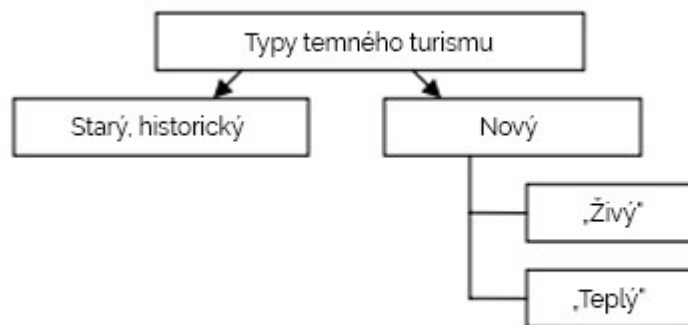 Typy temného turismu
Starý, historický
Nový
„Živý"
„Teplý"